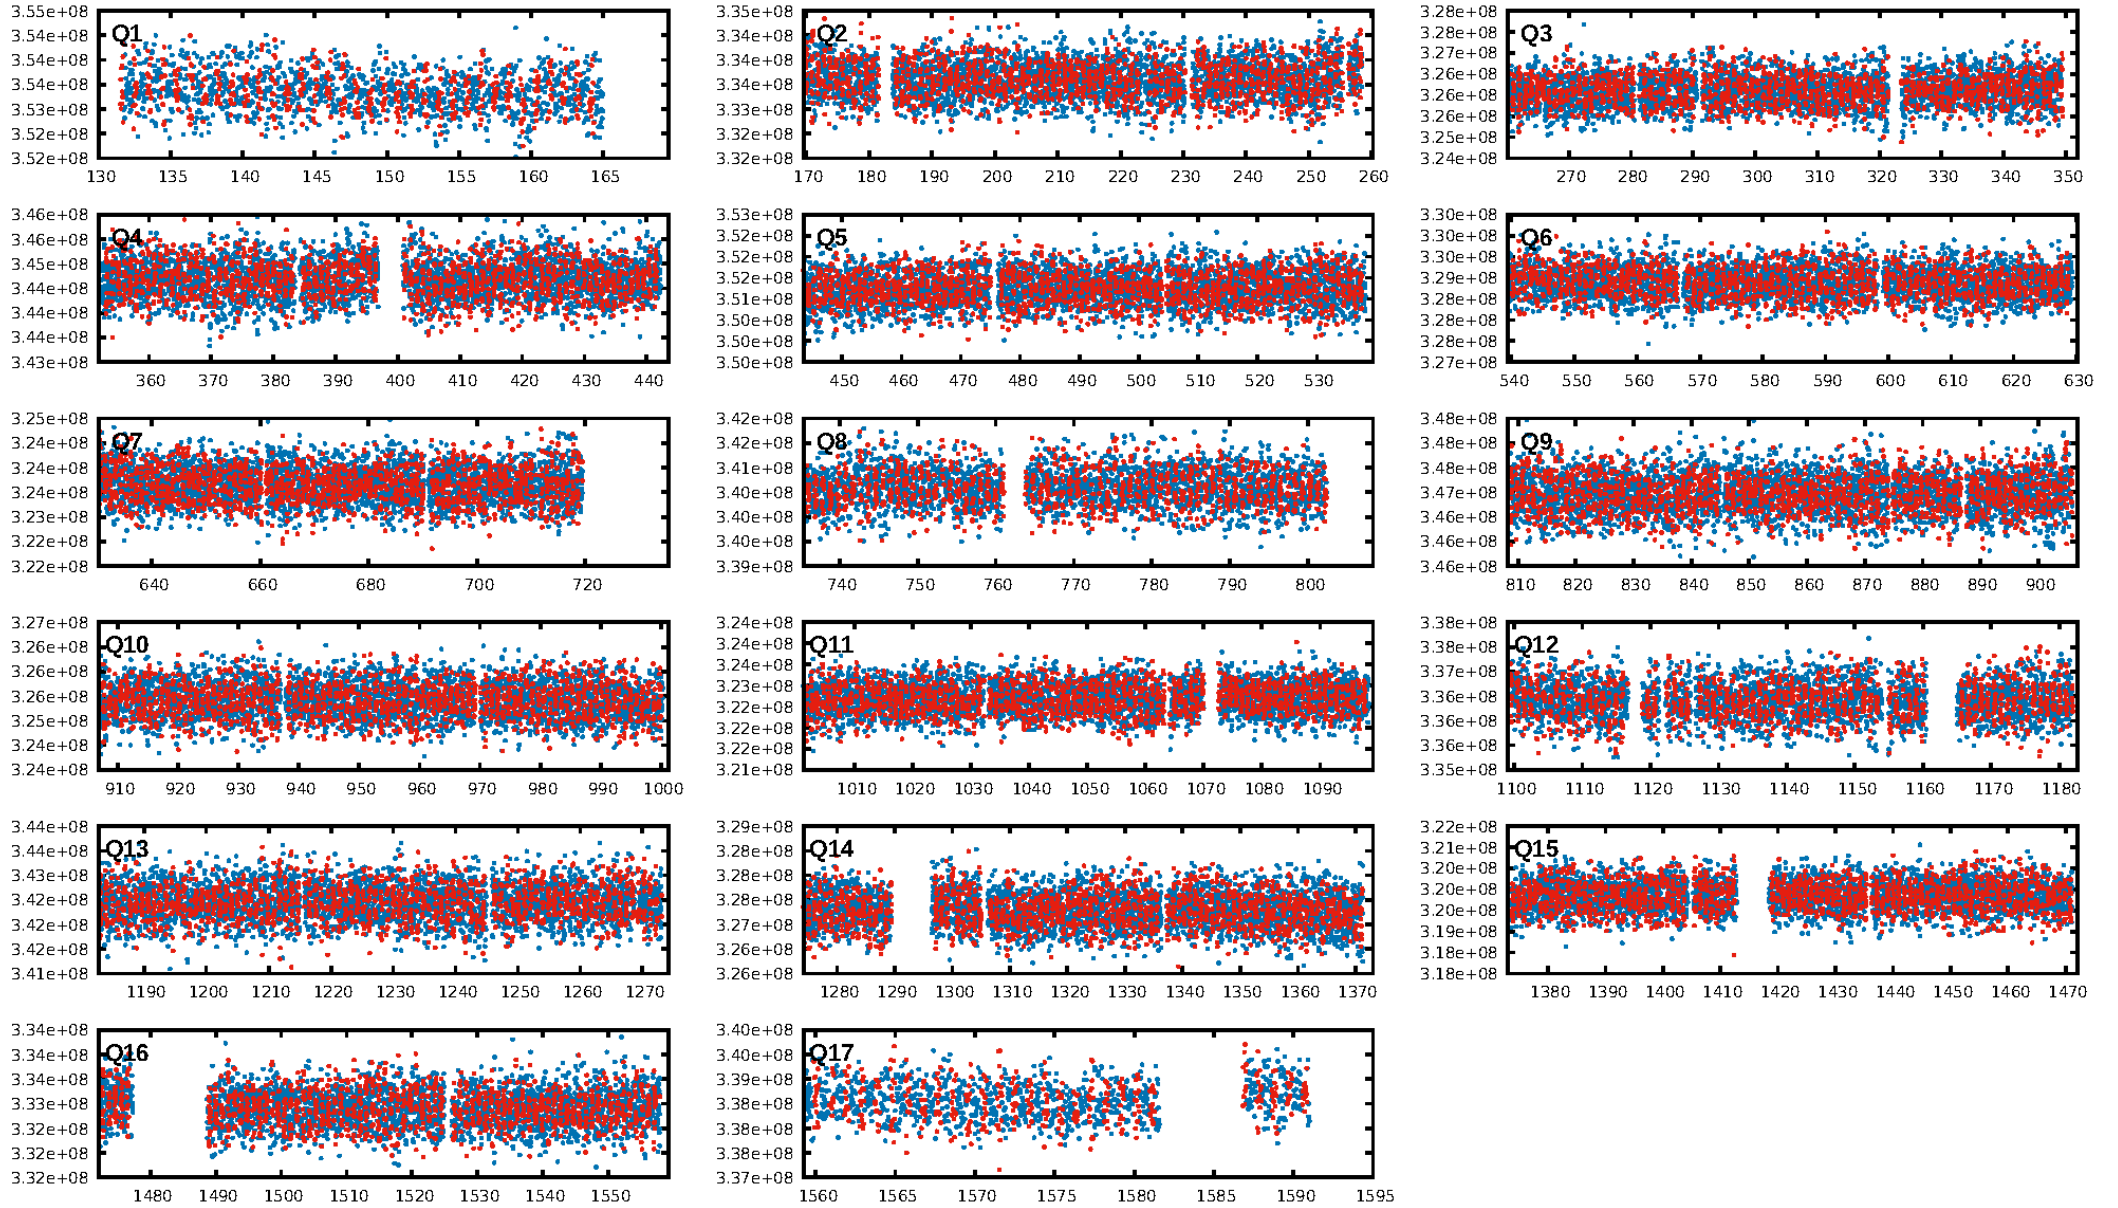 Q1
3.55e+08
3.54e+08
3.54e+08
3.54e+08
3.53e+08
3.52e+08
3.52e+08
130 135 140 145 150 155 160 165
Q2
3.35e+08
3.34e+08
3.34e+08
3.34e+08
3.33e+08
3.32e+08
3.32e+08
170 180 190 200 210 220 230 240 250 260
Q3
3.28e+08
3.28e+08
3.27e+08
3.26e+08
3.26e+08
3.26e+08
3.25e+08
3.24e+08
270 280 290 300 310 320 330 340 350
Q4
3.46e+08
3.46e+08
3.45e+08
3.44e+08
3.44e+08
3.44e+08
3.43e+08
360 370 380 390 400 410 420 430 440
Q5
3.53e+08
3.52e+08
3.52e+08
3.52e+08
3.51e+08
3.50e+08
3.50e+08
3.50e+08
450 460 470 480 490 500 510 520 530
Q6
3.30e+08
3.30e+08
3.29e+08
3.29e+08
3.28e+08
3.28e+08
3.28e+08
3.27e+08
540 550 560 570 580 590 600 610 620 630
Q7
3.25e+08
3.24e+08
3.24e+08
3.24e+08
3.23e+08
3.22e+08
3.22e+08
640 660 680 700 720
Q8
3.42e+08
3.42e+08
3.41e+08
3.40e+08
3.40e+08
3.40e+08
3.39e+08
740 750 760 770 780 790 800
Q9
3.48e+08
3.48e+08
3.48e+08
3.47e+08
3.46e+08
3.46e+08
3.46e+08
810 820 830 840 850 860 870 880 890 900
Q10
3.27e+08
3.26e+08
3.26e+08
3.26e+08
3.25e+08
3.24e+08
3.24e+08
910 920 930 940 950 960 970 980 990 1000
Q11
3.24e+08
3.24e+08
3.24e+08
3.23e+08
3.22e+08
3.22e+08
3.22e+08
3.21e+08
1010 1020 1030 1040 1050 1060 1070 1080 1090
Q12
3.38e+08
3.38e+08
3.37e+08
3.36e+08
3.36e+08
3.36e+08
3.35e+08
1100 1110 1120 1130 1140 1150 1160 1170 1180
Q13
3.44e+08
3.44e+08
3.43e+08
3.42e+08
3.42e+08
3.42e+08
3.41e+08
1190 1200 1210 1220 1230 1240 1250 1260 1270
Q14
3.29e+08
3.28e+08
3.28e+08
3.28e+08
3.27e+08
3.26e+08
3.26e+08
1280 1290 1300 1310 1320 1330 1340 1350 1360 1370
Q15
3.22e+08
3.21e+08
3.20e+08
3.20e+08
3.20e+08
3.19e+08
3.18e+08
3.18e+08
1380 1390 1400 1410 1420 1430 1440 1450 1460 1470
Q16
3.34e+08
3.34e+08
3.34e+08
3.33e+08
3.32e+08
3.32e+08
3.32e+08
1480 1490 1500 1510 1520 1530 1540 1550
Q17
3.40e+08
3.40e+08
3.39e+08
3.38e+08
3.38e+08
3.38e+08
3.37e+08
1560 1565 1570 1575 1580 1585 1590 1595